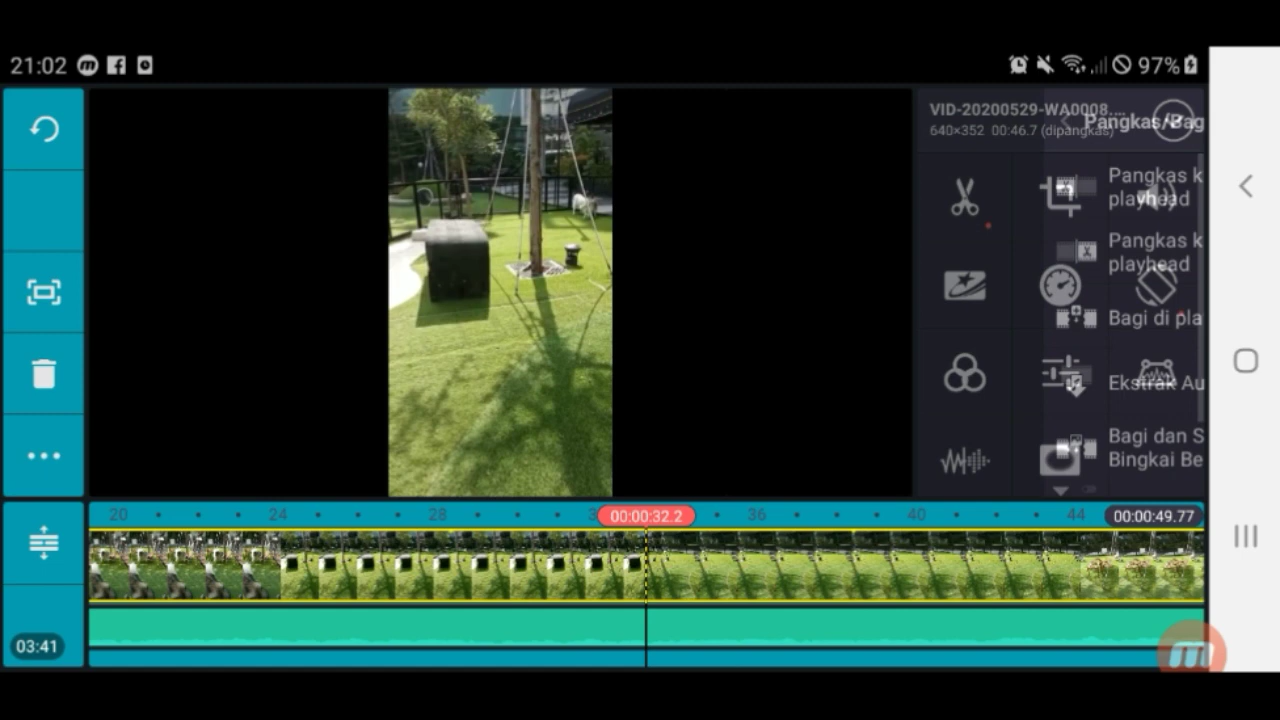 21:02
97%
VID-20200529-WA0008...
640×352 00:46.7 (dipangkas)
Pangkas/Bag
Pangkas k
playhead
Pangkas k
playhead
Bagi di pla
Ekstrak Au
Bagi dan S
Bingkai Be
20 24 28 3 00:00:32.2 36 40 44 00:00:49.77
03:41